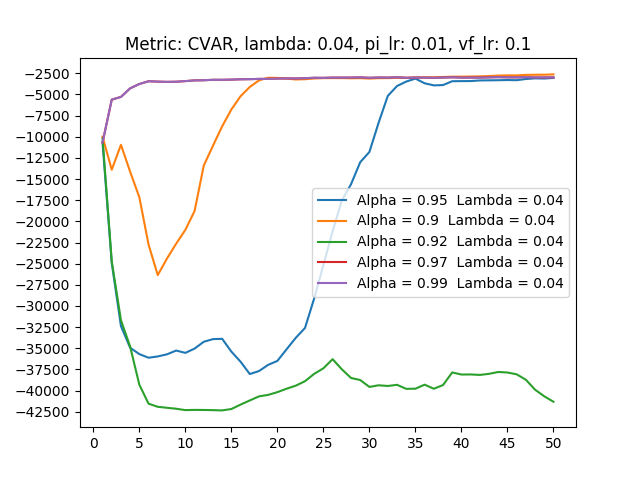 Metric: CVAR, lambda: 0.04, pi_lr: 0.01, vf_lr: 0.1
−2500
−5000
−7500
−10000
−12500
−15000
−17500
−20000
−22500
−25000
−27500
−30000
−32500
−35000
−37500
−40000
−42500
Alpha = 0.95  Lambda = 0.04
Alpha = 0.9  Lambda = 0.04
Alpha = 0.92  Lambda = 0.04
Alpha = 0.97  Lambda = 0.04
Alpha = 0.99  Lambda = 0.04
0 5 10 15 20 25 30 35 40 45 50